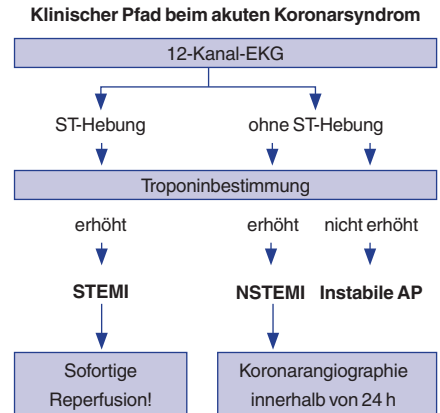 Klinischer Pfad beim akuten Koronarsyndrom
12-Kanal-EKG
ST-Hebung ohne ST-Hebung
Troponinbestimmung
erhöht erhöht nicht erhöht
STEMI NSTEMI Instabile AP
Sofortige Koronarangiographie
Reperfusion! innerhalb von 24 h